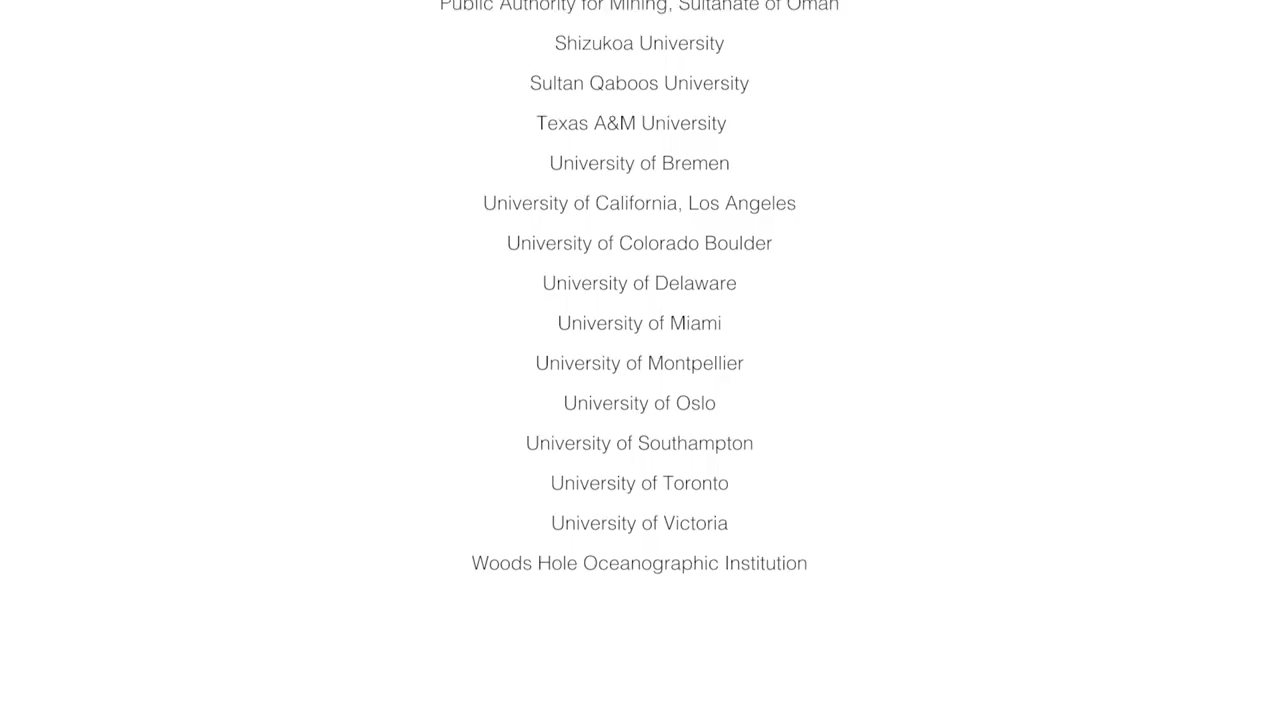 Public Authority for Mining, Sultanate of Oman
Shizukoa University
Sultan Qaboos University
Texas A&M University
University of Bremen
University of California, Los Angeles
University of Colorado Boulder
University of Delaware
University of Miami
University of Montpellier
University of Oslo
University of Southampton
University of Toronto
University of Victoria
Woods Hole Oceanographic Institution